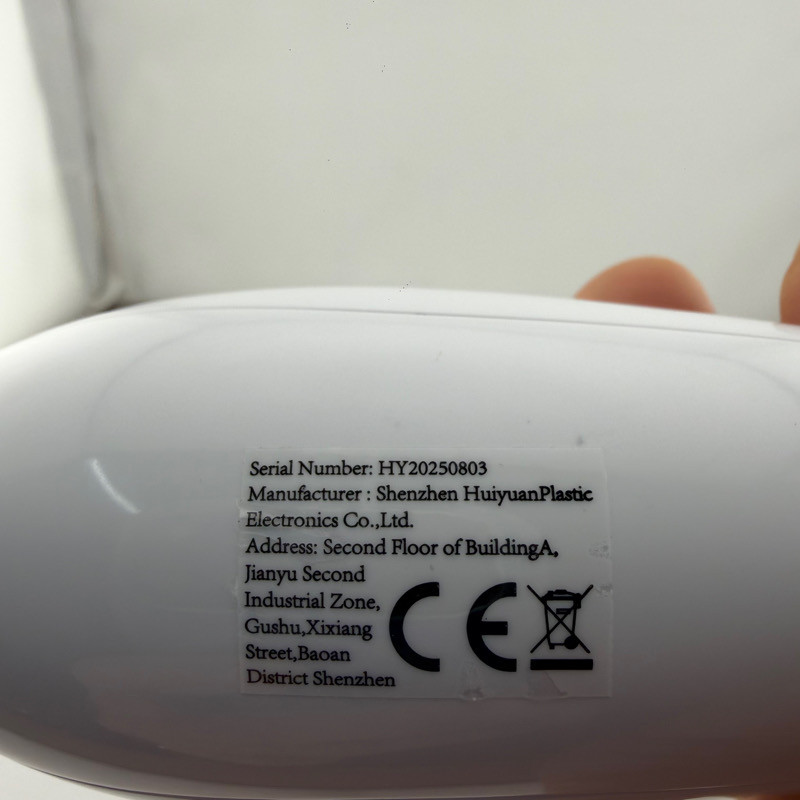 Serial Number: HY20250803
Manufacturer : Shenzhen HuiyuanPlastic
Electronics Co.,Ltd.
Address: Second Floor of BuildingA,
Jianyu Second
Industrial Zone,
Gushu,Xixiang
Street,Baoan
District Shenzhen
CE